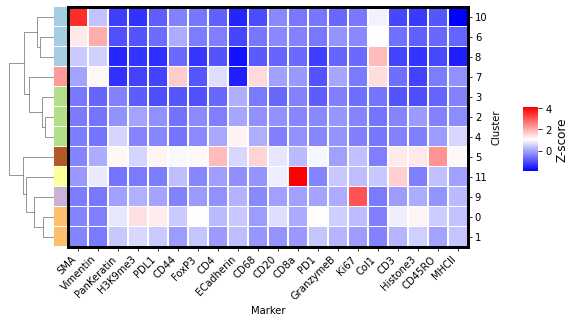 10
6
8
7
3
2
4
5
11
9
0
1
Cluster
4
2
0
Z-score
SMA
Vimentin
PanKeratin
H3K9me3
PDL1
CD44
FoxP3
CD4
ECadherin
CD68
CD20
CD8a
PD1
GranzymeB
Ki67
Col1
CD3
Histone3
CD45RO
MHCII
Marker